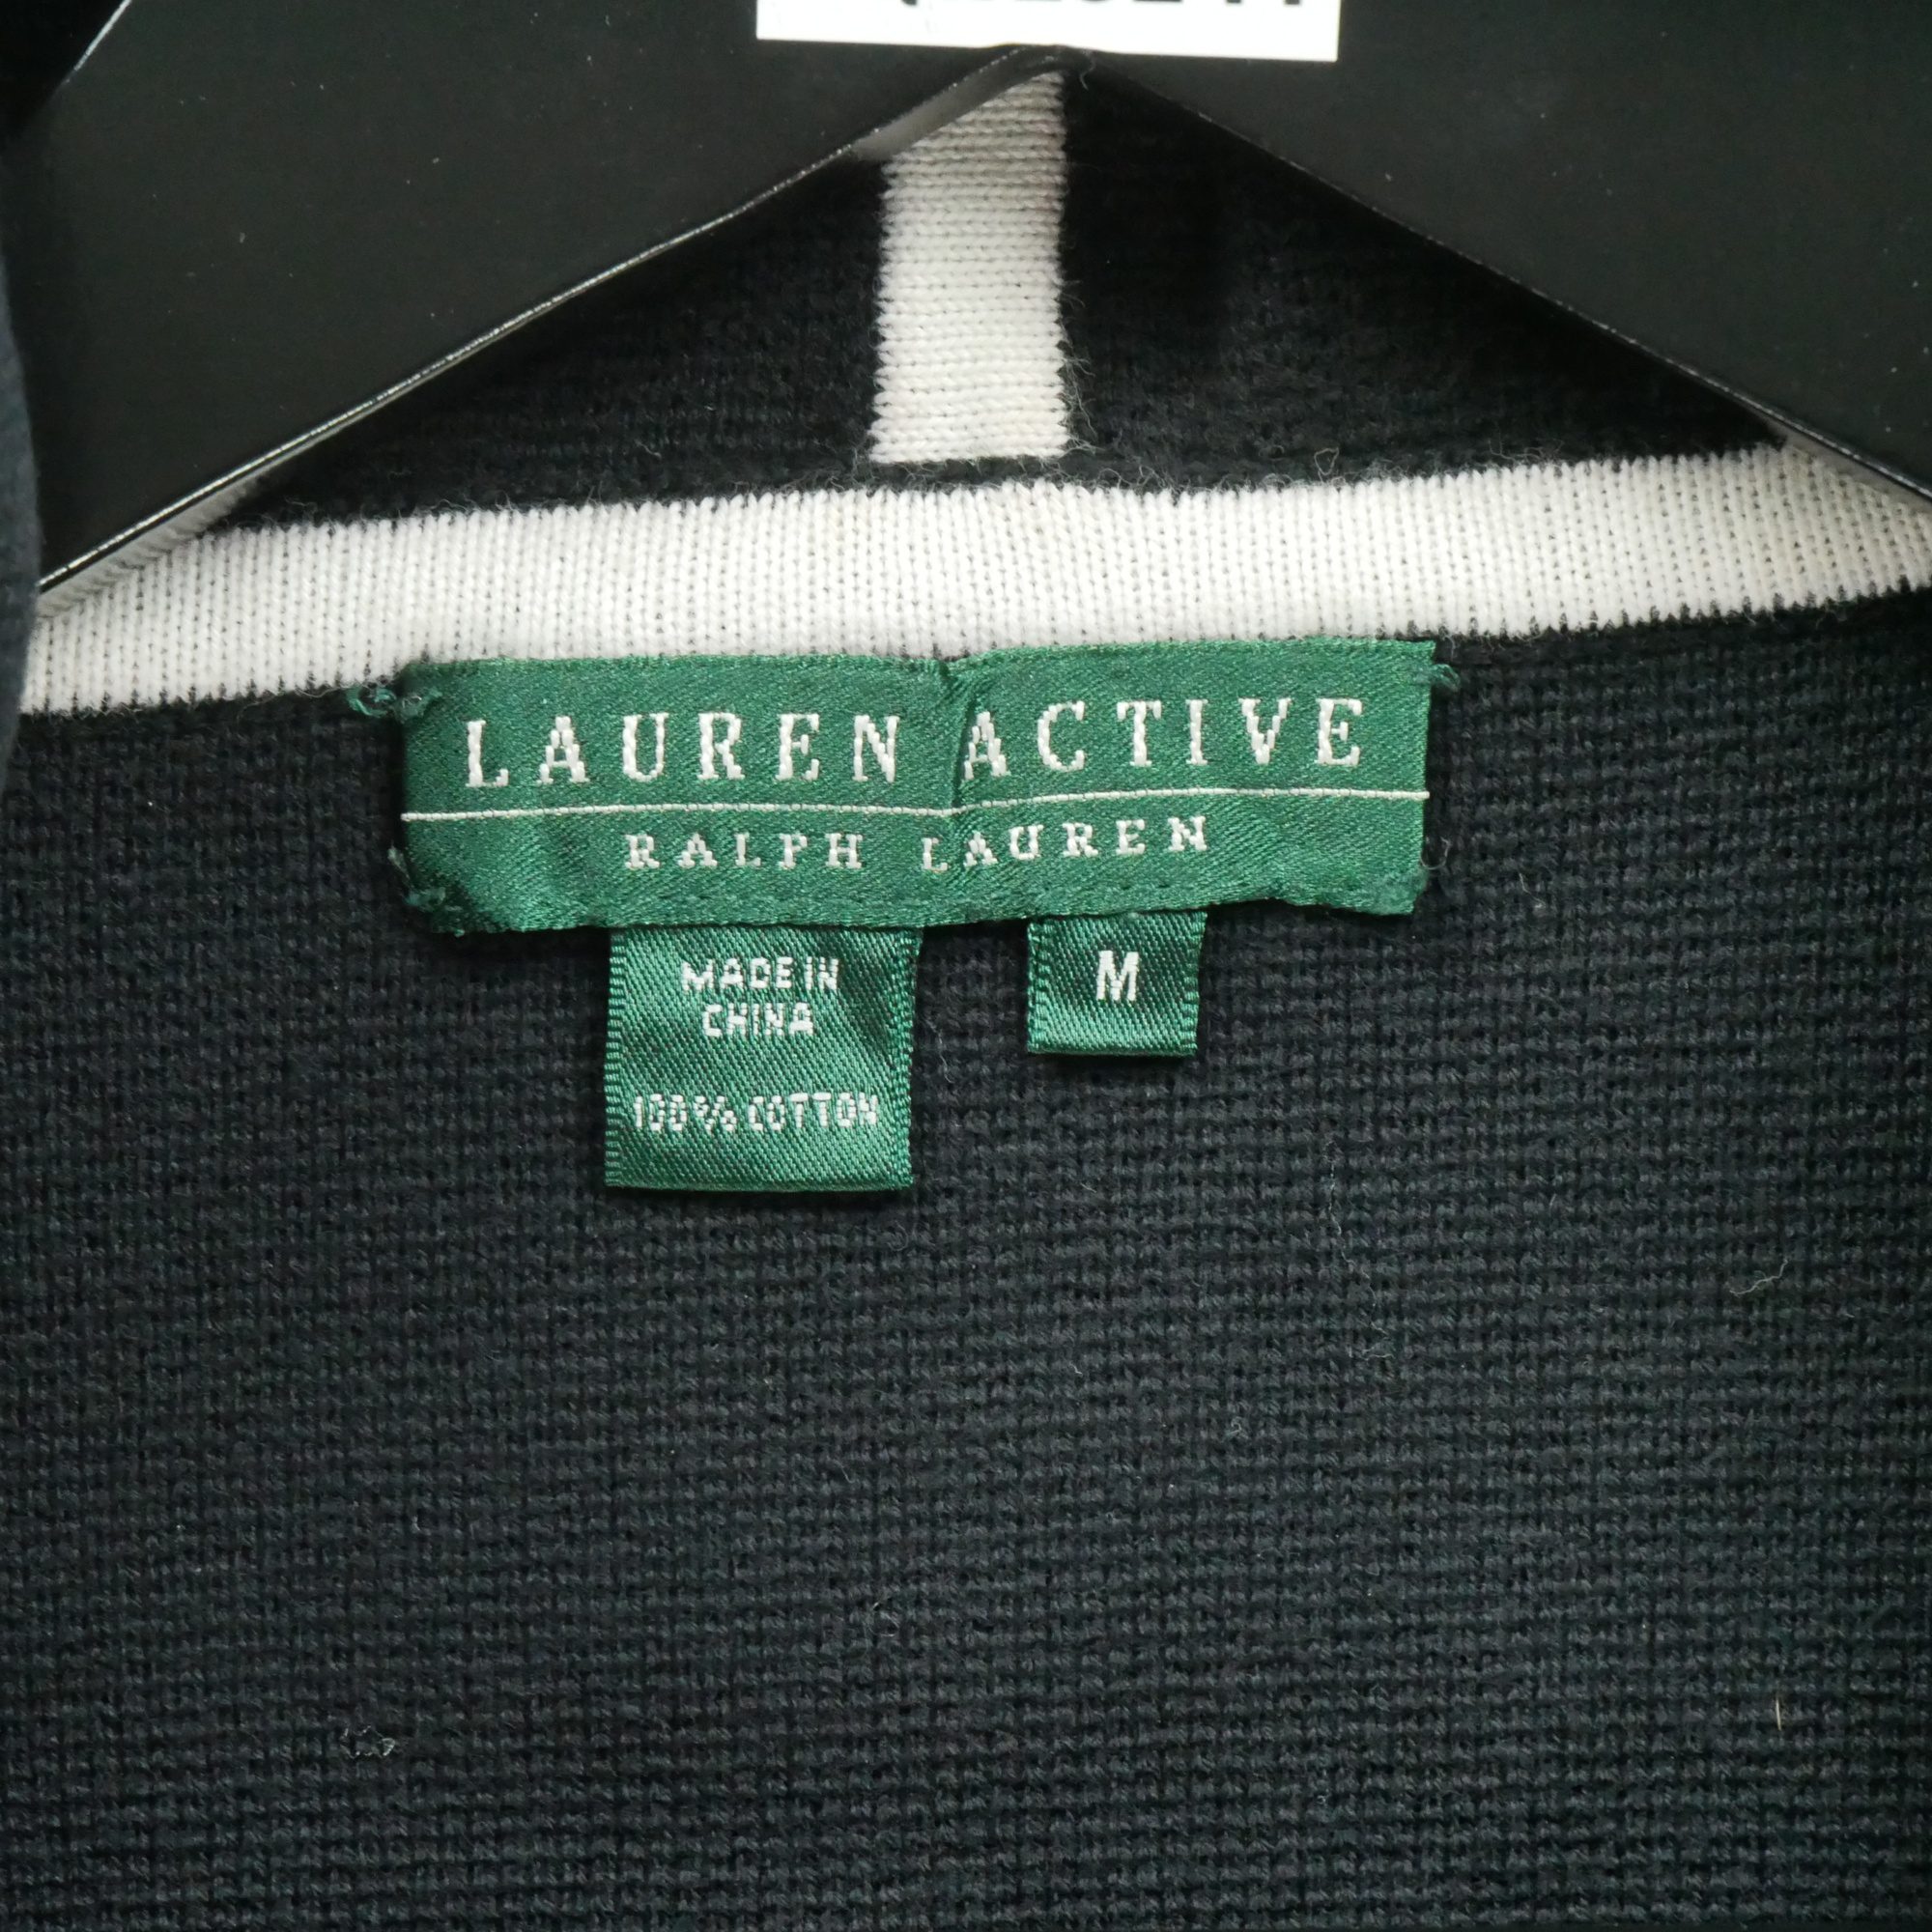 LAUREN ACTIVE
RALPH LAUREN
MADE IN
CHINA
100% COTTON
M